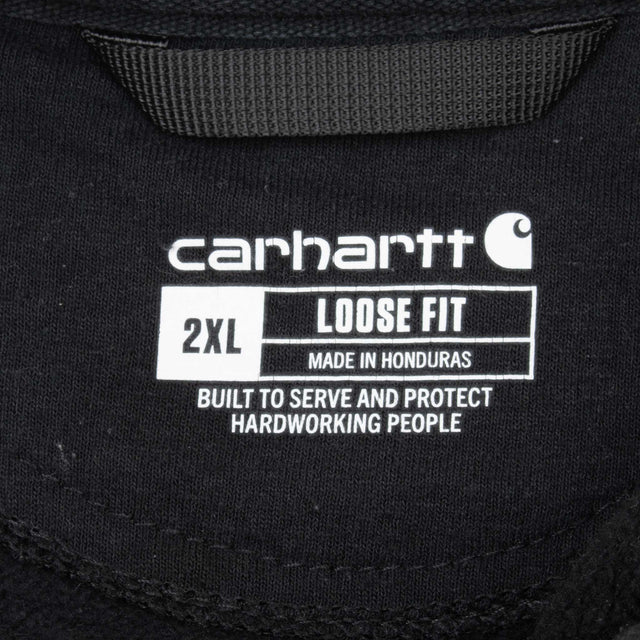 carhartt
2XL
LOOSE FIT
MADE IN HONDURAS
BUILT TO SERVE AND PROTECT
HARDWORKING PEOPLE